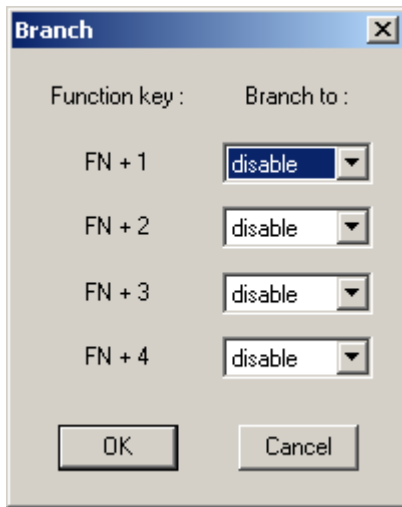 Branch
Function key : Branch to :
FN + 1 disable
FN + 2 disable
FN + 3 disable
FN + 4 disable
OK Cancel